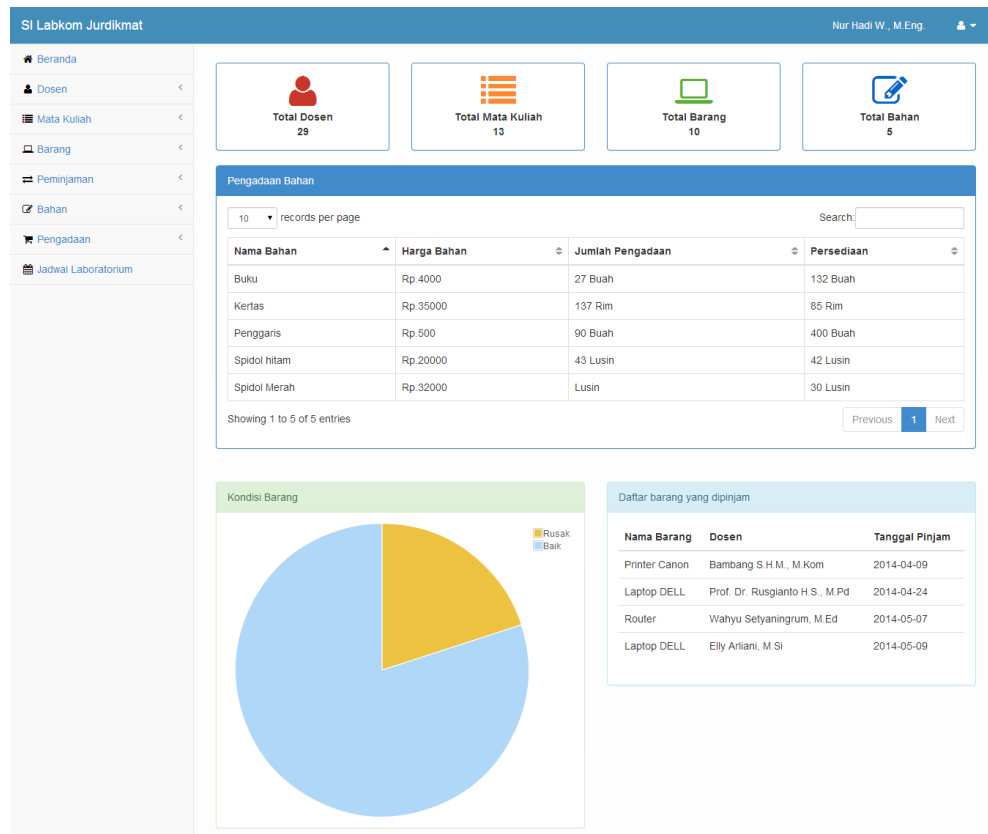 SI Labkom Jurdikmat
Nur Hadi W., M.Eng.
Beranda
Dosen
Mata Kuliah
Barang
Peminjaman
Bahan
Pengadaan
Jadwal Laboratorium
Total Dosen
29
Total Mata Kuliah
13
Total Barang
10
Total Bahan
5
Pengadaan Bahan
10 records per page
Search:
Nama Bahan Harga Bahan Jumlah Pengadaan Persediaan
Buku Rp.4000 27 Buah 132 Buah
Kertas Rp.35000 137 Rim 85 Rim
Penggaris Rp.500 90 Buah 400 Buah
Spidol hitam Rp.20000 43 Lusin 42 Lusin
Spidol Merah Rp.32000 Lusin 30 Lusin
Showing 1 to 5 of 5 entries
Previous 1 Next
Kondisi Barang
Rusak
Baik
Daftar barang yang dipinjam
Nama Barang Dosen Tanggal Pinjam
Printer Canon Bambang S.H.M., M.Kom 2014-04-09
Laptop DELL Prof. Dr. Rusgianto H.S., M.Pd 2014-04-24
Router Wahyu Setyaningrum, M.Ed 2014-05-07
Laptop DELL Elly Arliani, M.Si 2014-05-09